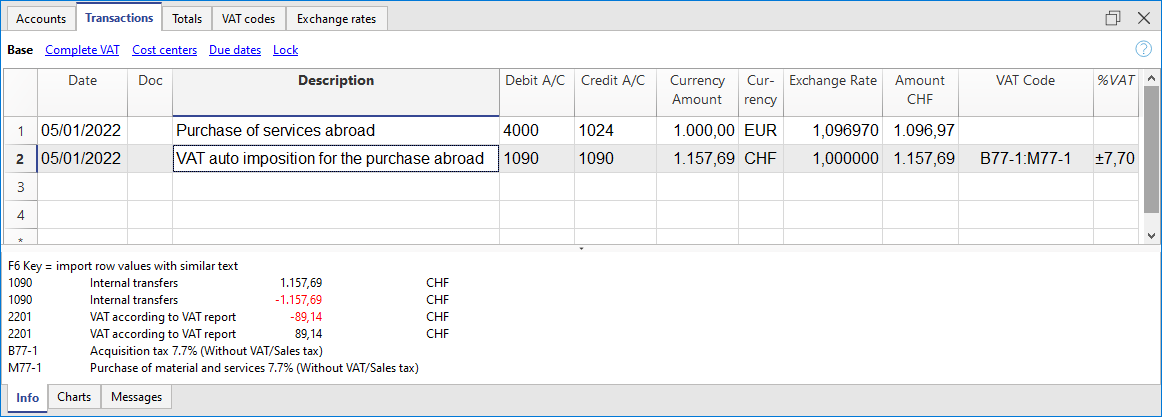 Accounts Transactions Totals VAT codes Exchange rates
Base Complete VAT Cost centers Due dates Lock ?
Date Doc Description Debit A/C Credit A/C Currency Amount Cur-rency Exchange Rate Amount CHF VAT Code %VAT
1 05/01/2022 Purchase of services abroad 4000 1024 1.000,00 EUR 1,096970 1.096,97
2 05/01/2022 VAT auto imposition for the purchase abroad 1090 1090 1.157,69 CHF 1,000000 1.157,69 B77-1:M77-1 ±7,70
3
4
*
F6 Key = import row values with similar text
1090 Internal transfers 1.157,69 CHF
1090 Internal transfers -1.157,69 CHF
2201 VAT according to VAT report -89,14 CHF
2201 VAT according to VAT report 89,14 CHF
B77-1 Acquisition tax 7.7% (Without VAT/Sales tax)
M77-1 Purchase of material and services 7.7% (Without VAT/Sales tax)
Info Charts Messages